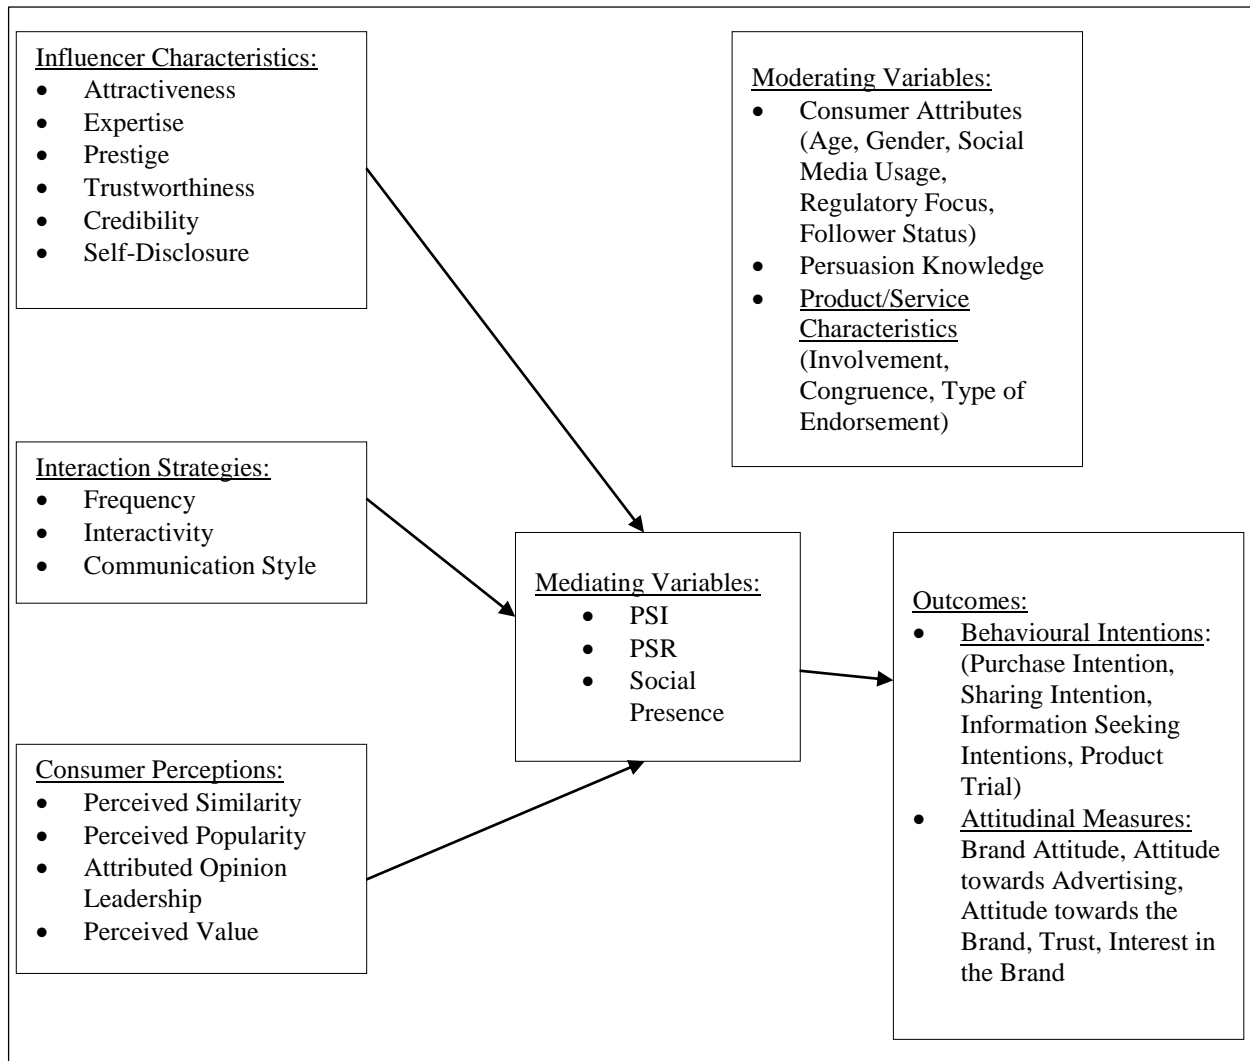 Influencer Characteristics:
• Attractiveness
• Expertise
• Prestige
• Trustworthiness
• Credibility
• Self-Disclosure
Moderating Variables:
• Consumer Attributes
(Age, Gender, Social
Media Usage,
Regulatory Focus,
Follower Status)
• Persuasion Knowledge
• Product/Service
Characteristics
(Involvement,
Congruence, Type of
Endorsement)
Interaction Strategies:
• Frequency
• Interactivity
• Communication Style
Mediating Variables:
• PSI
• PSR
• Social
Presence
Outcomes:
• Behavioural Intentions:
(Purchase Intention,
Sharing Intention,
Information Seeking
Intentions, Product
Trial)
• Attitudinal Measures:
Brand Attitude, Attitude
towards Advertising,
Attitude towards the
Brand, Trust, Interest in
the Brand
Consumer Perceptions:
• Perceived Similarity
• Perceived Popularity
• Attributed Opinion
Leadership
• Perceived Value